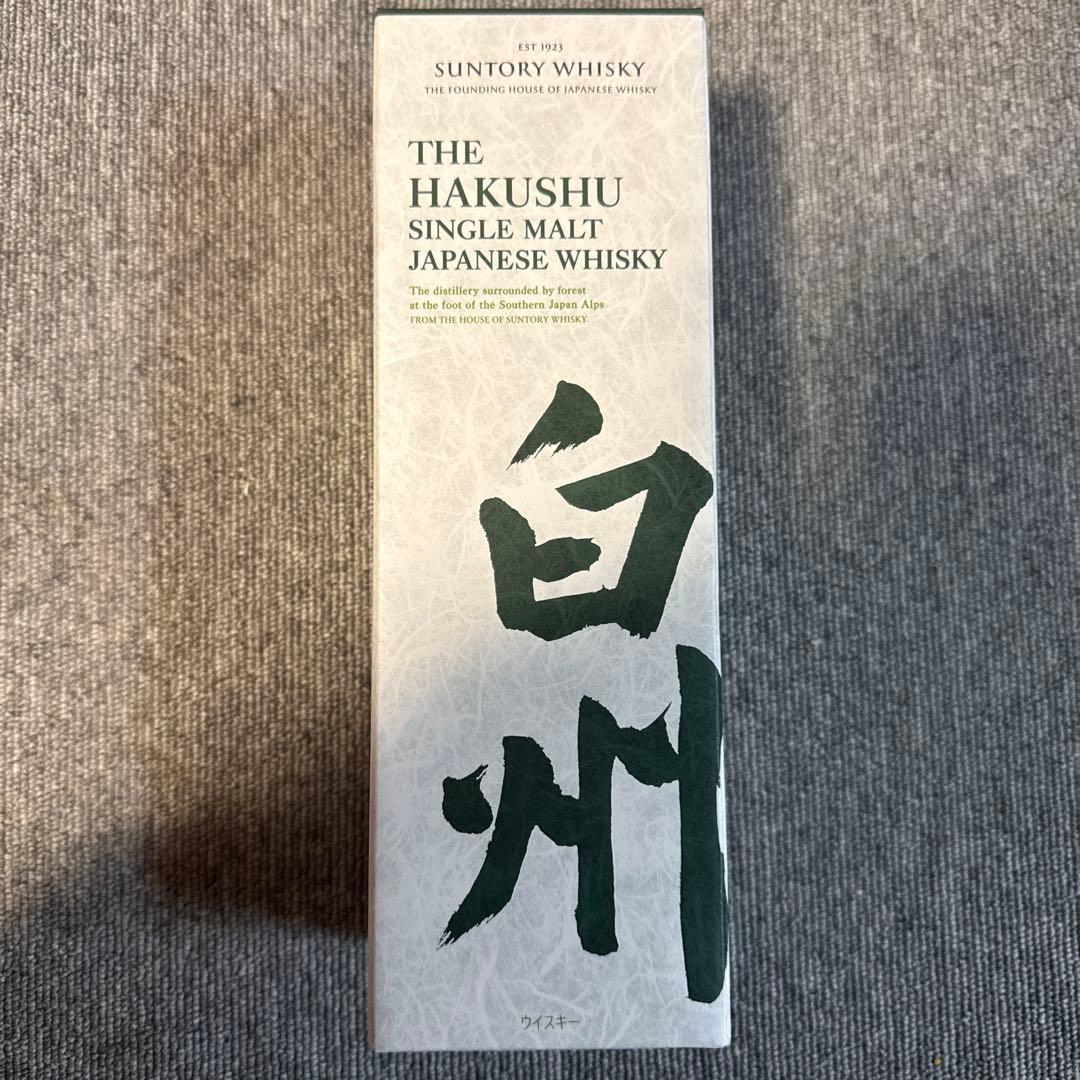 EST 1923
SUNTORY WHISKY
THE FOUNDING HOUSE OF JAPANESE WHISKY
THE
HAKUSHU
SINGLE MALT
JAPANESE WHISKY
The distillery surrounded by forest
at the foot of the Southern Japan Alps
FROM THE HOUSE OF SUNTORY WHISKY.
白
州
ウイスキー